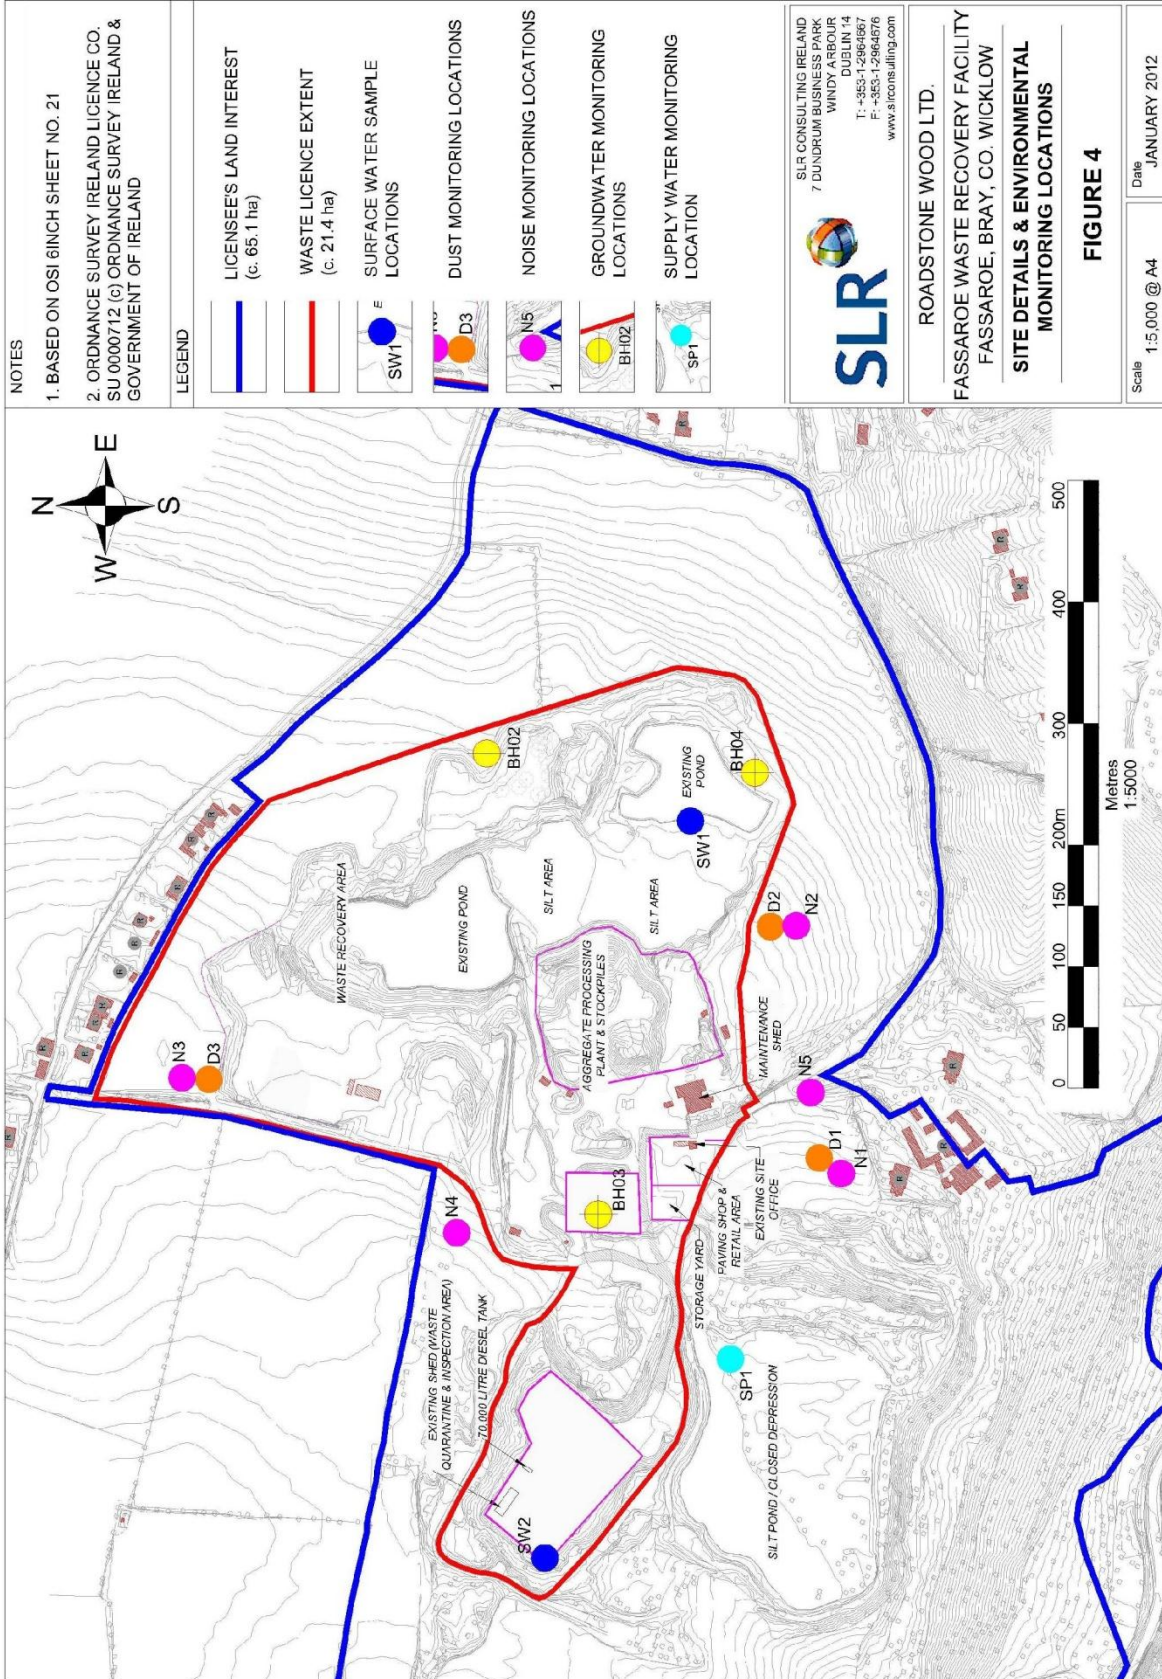 NOTES
1. BASED ON OSI 6INCH SHEET NO. 21
2. ORDNANCE SURVEY IRELAND LICENCE CO.
SU 0000712 (c) ORDNANCE SURVEY IRELAND &
GOVERNMENT OF IRELAND
LEGEND
LICENSEE'S LAND INTEREST
(c. 65.1 ha)
WASTE LICENCE EXTENT
(c. 21.4 ha)
SW1
SURFACE WATER SAMPLE
LOCATIONS
D3
DUST MONITORING LOCATIONS
N5
NOISE MONITORING LOCATIONS
BH02
GROUNDWATER MONITORING
LOCATIONS
SP1
SUPPLY WATER MONITORING
LOCATION
SLR
SLR CONSULTING IRELAND
7 DUNDRUM BUSINESS PARK
WINDY ARBOUR
DUBLIN 14
T: +353-1-2964667
F: +353-1-2964676
www.slrconsulting.com
ROADSTONE WOOD LTD.
FASSAROE WASTE RECOVERY FACILITY
FASSAROE, BRAY, CO. WICKLOW
SITE DETAILS & ENVIRONMENTAL
MONITORING LOCATIONS
FIGURE 4
Scale
1:5,000 @ A4
Date
JANUARY 2012
N
W
E
S
N3
D3
N4
WASTE RECOVERY AREA
EXISTING POND
BH02
EXISTING SHED (WASTE
QUARANTINE & INSPECTION AREA)
70,000 LITRE DIESEL TANK
SW2
BH03
AGGREGATE PROCESSING
PLANT & STOCKPILES
SILT AREA
SILT AREA
EXISTING
POND
SW1
BH04
STORAGE YARD
PAVING SHOP &
RETAIL AREA
EXISTING SITE
OFFICE
MAINTENANCE
SHED
D2
N2
SP1
SILT POND / CLOSED DEPRESSION
D1
N1
N5
0
50
100
150
200m
300
400
500
Metres
1:5000